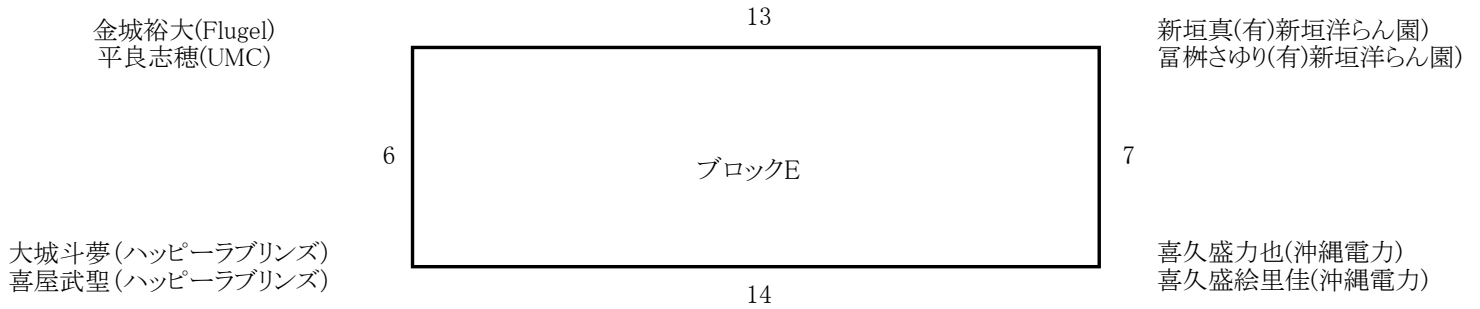 13
金城裕大(Flugel)
平良志穂(UMC)
新垣真(有)新垣洋らん園)
冨桝さゆり(有)新垣洋らん園)
6
ブロックE
7
大城斗夢(ハッピーラブリンズ)
喜屋武聖(ハッピーラブリンズ)
喜久盛力也(沖縄電力)
喜久盛絵里佳(沖縄電力)
14